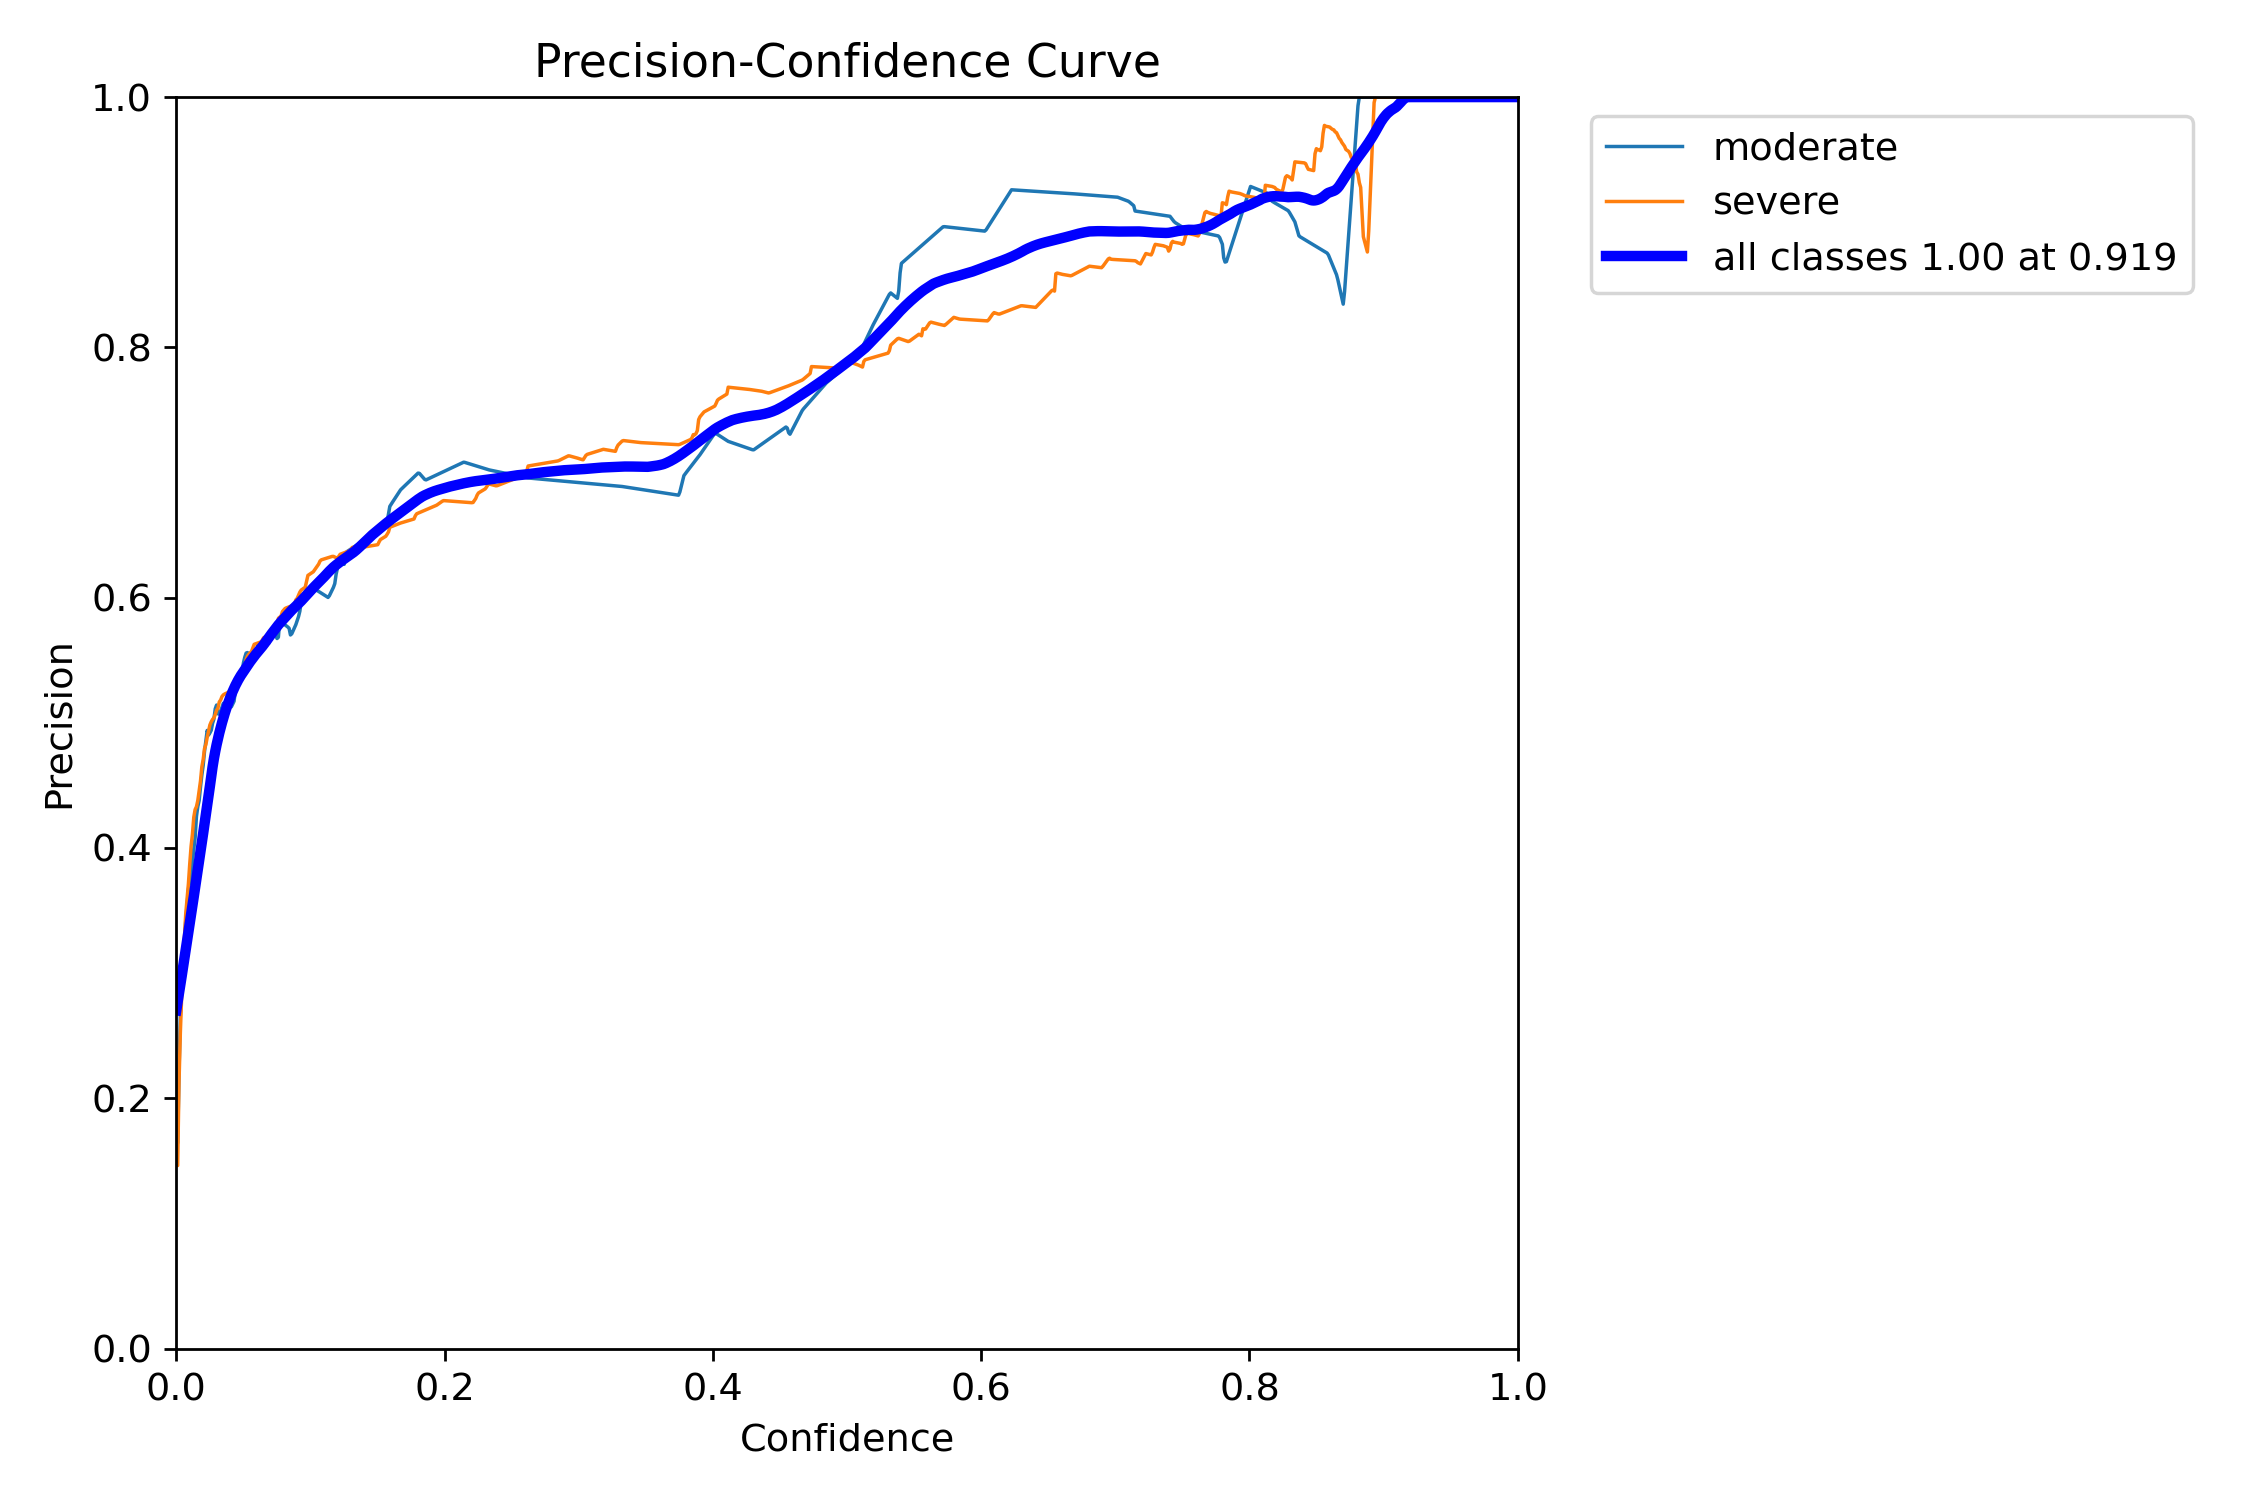 Precision-Confidence Curve
1.0
0.8
0.6
0.4
0.2
0.0
Precision
0.0 0.2 0.4 0.6 0.8 1.0
Confidence
moderate
severe
all classes 1.00 at 0.919